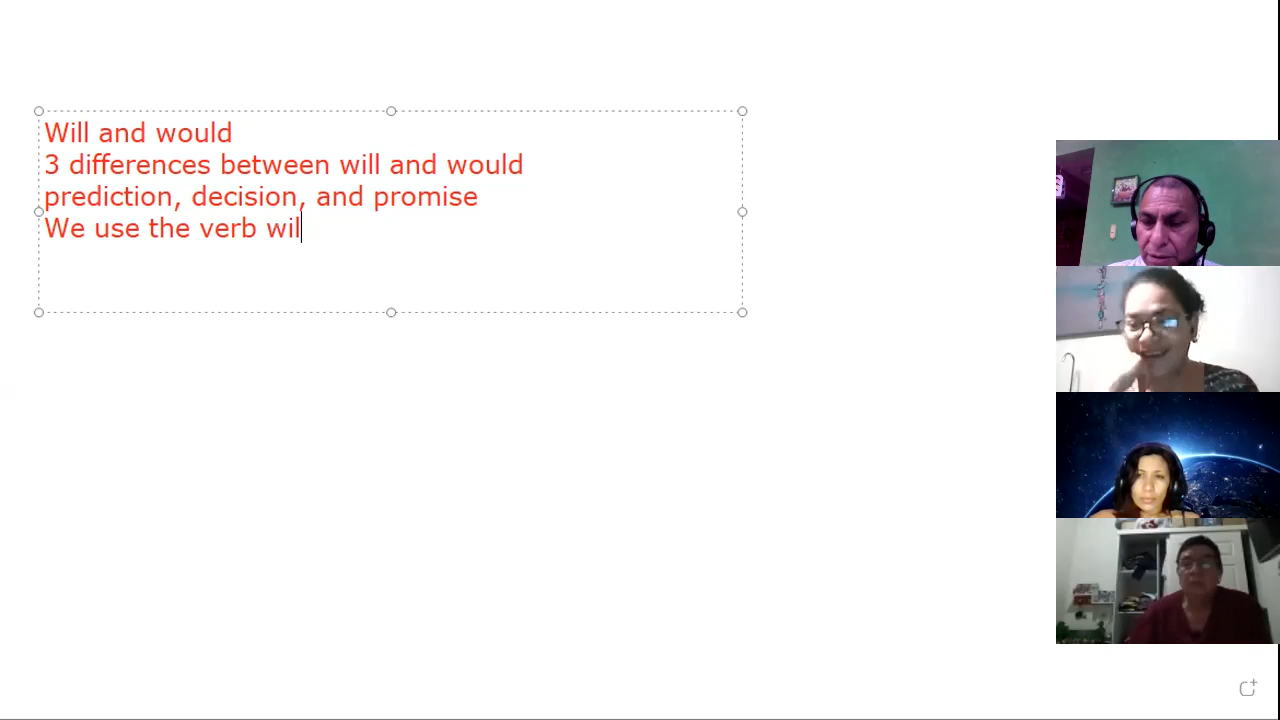 Will and would
3 differences between will and would
prediction, decision, and promise
We use the verb wil